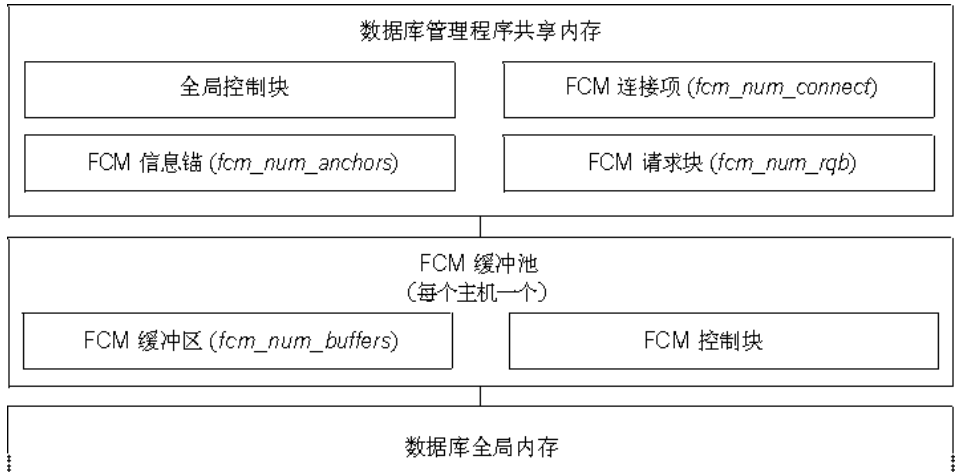 数据库管理程序共享内存
全局控制块
FCM 连接项 (fcm_num_connect)
FCM 信息锚 (fcm_num_anchors)
FCM 请求块 (fcm_num_rqb)
FCM 缓冲池
(每个主机一个)
FCM 缓冲区 (fcm_num_buffers)
FCM 控制块
数据库全局内存